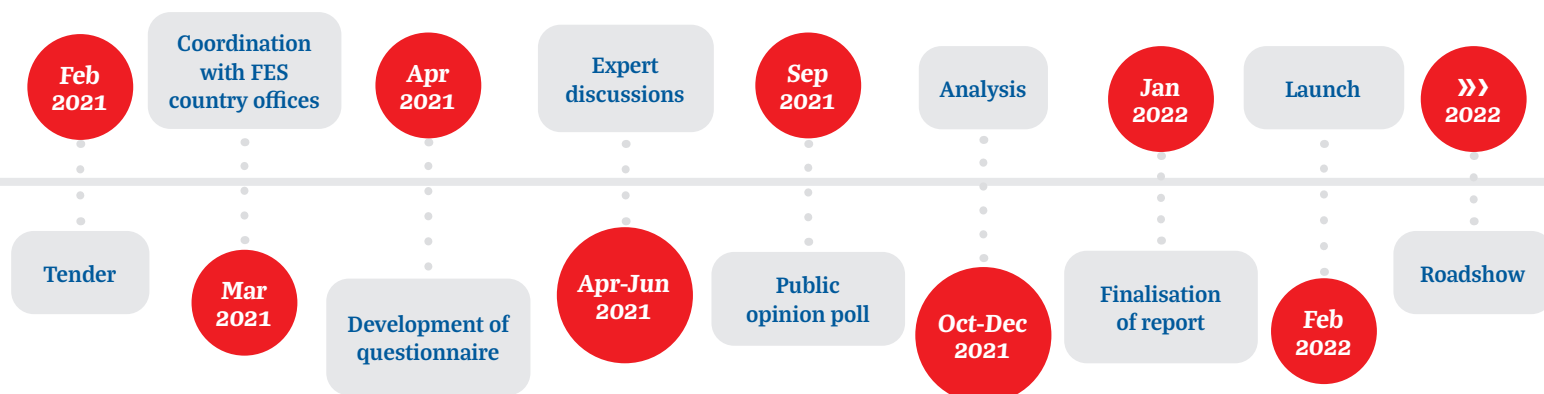 Feb
2021
Tender
Coordination
with FES
country offices
Mar
2021
Apr
2021
Development of
questionnaire
Expert
discussions
Apr-Jun
2021
Sep
2021
Public
opinion poll
Analysis
Oct-Dec
2021
Jan
2022
Finalisation
of report
Launch
Feb
2022
»›
2022
Roadshow